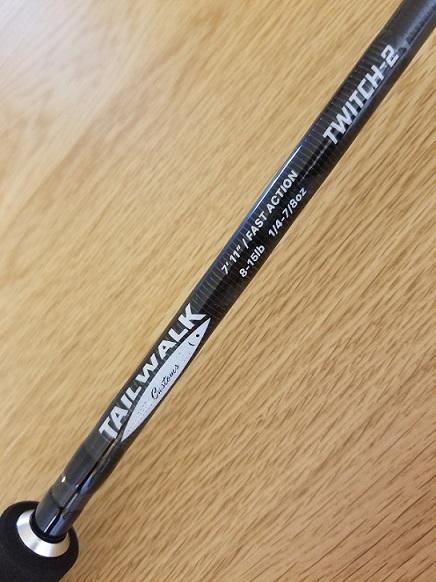 TAILWALK
Customs
7' 11" / FAST ACTION
8-15lb 1/4-7/8oz
TWITCH-2